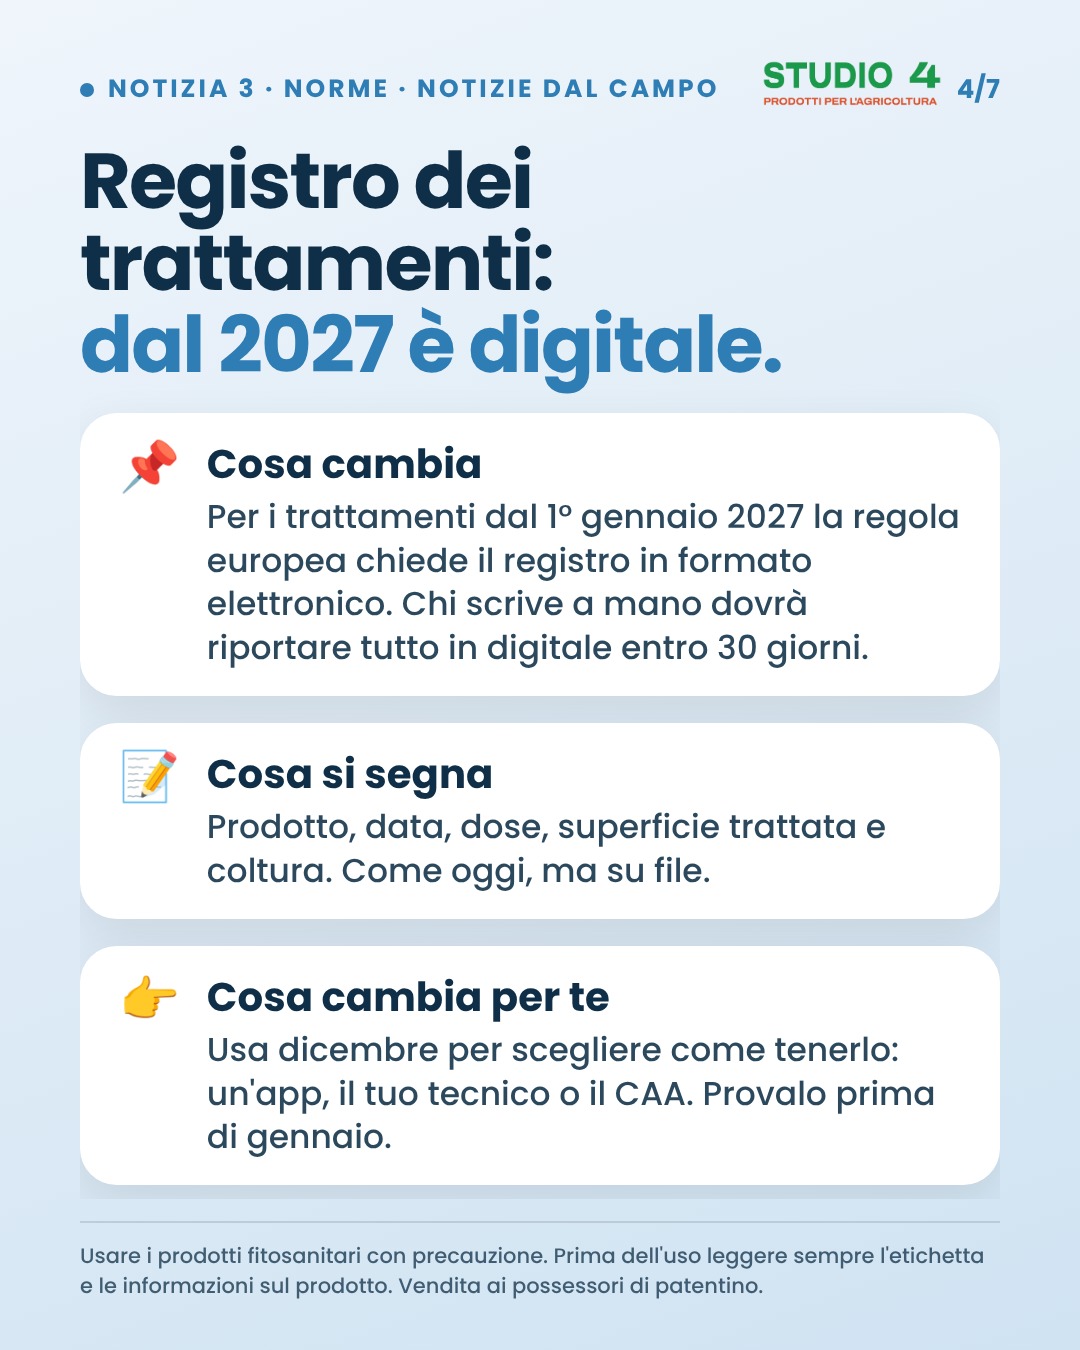 NOTIZIA 3 · NORME · NOTIZIE DAL CAMPO
STUDIO 4
PRODOTTI PER L'AGRICOLTURA
4/7
Registro dei
trattamenti:
dal 2027 è digitale.
Cosa cambia
Per i trattamenti dal 1° gennaio 2027 la regola
europea chiede il registro in formato
elettronico. Chi scrive a mano dovrà
riportare tutto in digitale entro 30 giorni.
Cosa si segna
Prodotto, data, dose, superficie trattata e
coltura. Come oggi, ma su file.
Cosa cambia per te
Usa dicembre per scegliere come tenerlo:
un'app, il tuo tecnico o il CAA. Provalo prima
di gennaio.
Usare i prodotti fitosanitari con precauzione. Prima dell'uso leggere sempre l'etichetta
e le informazioni sul prodotto. Vendita ai possessori di patentino.